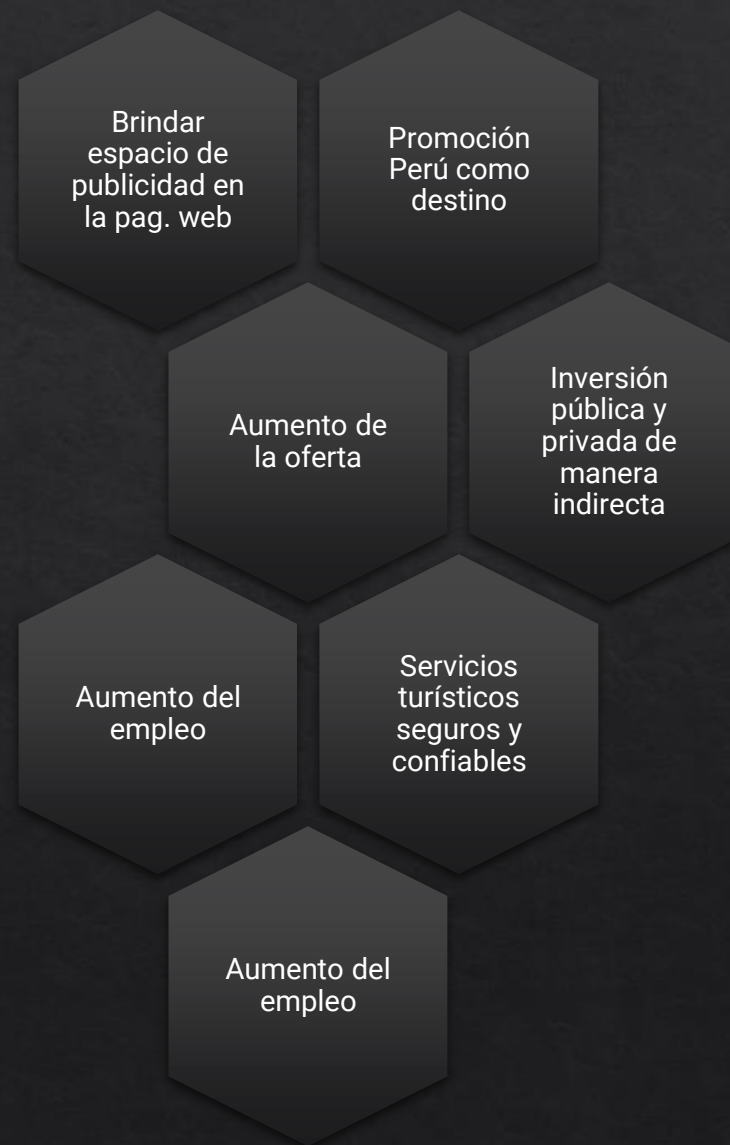 Brindar
espacio de
publicidad en
la pag. web
Promoción
Perú como
destino
Aumento de
la oferta
Inversión
pública y
privada de
manera
indirecta
Aumento del
empleo
Servicios
turísticos
seguros y
confiables
Aumento del
empleo